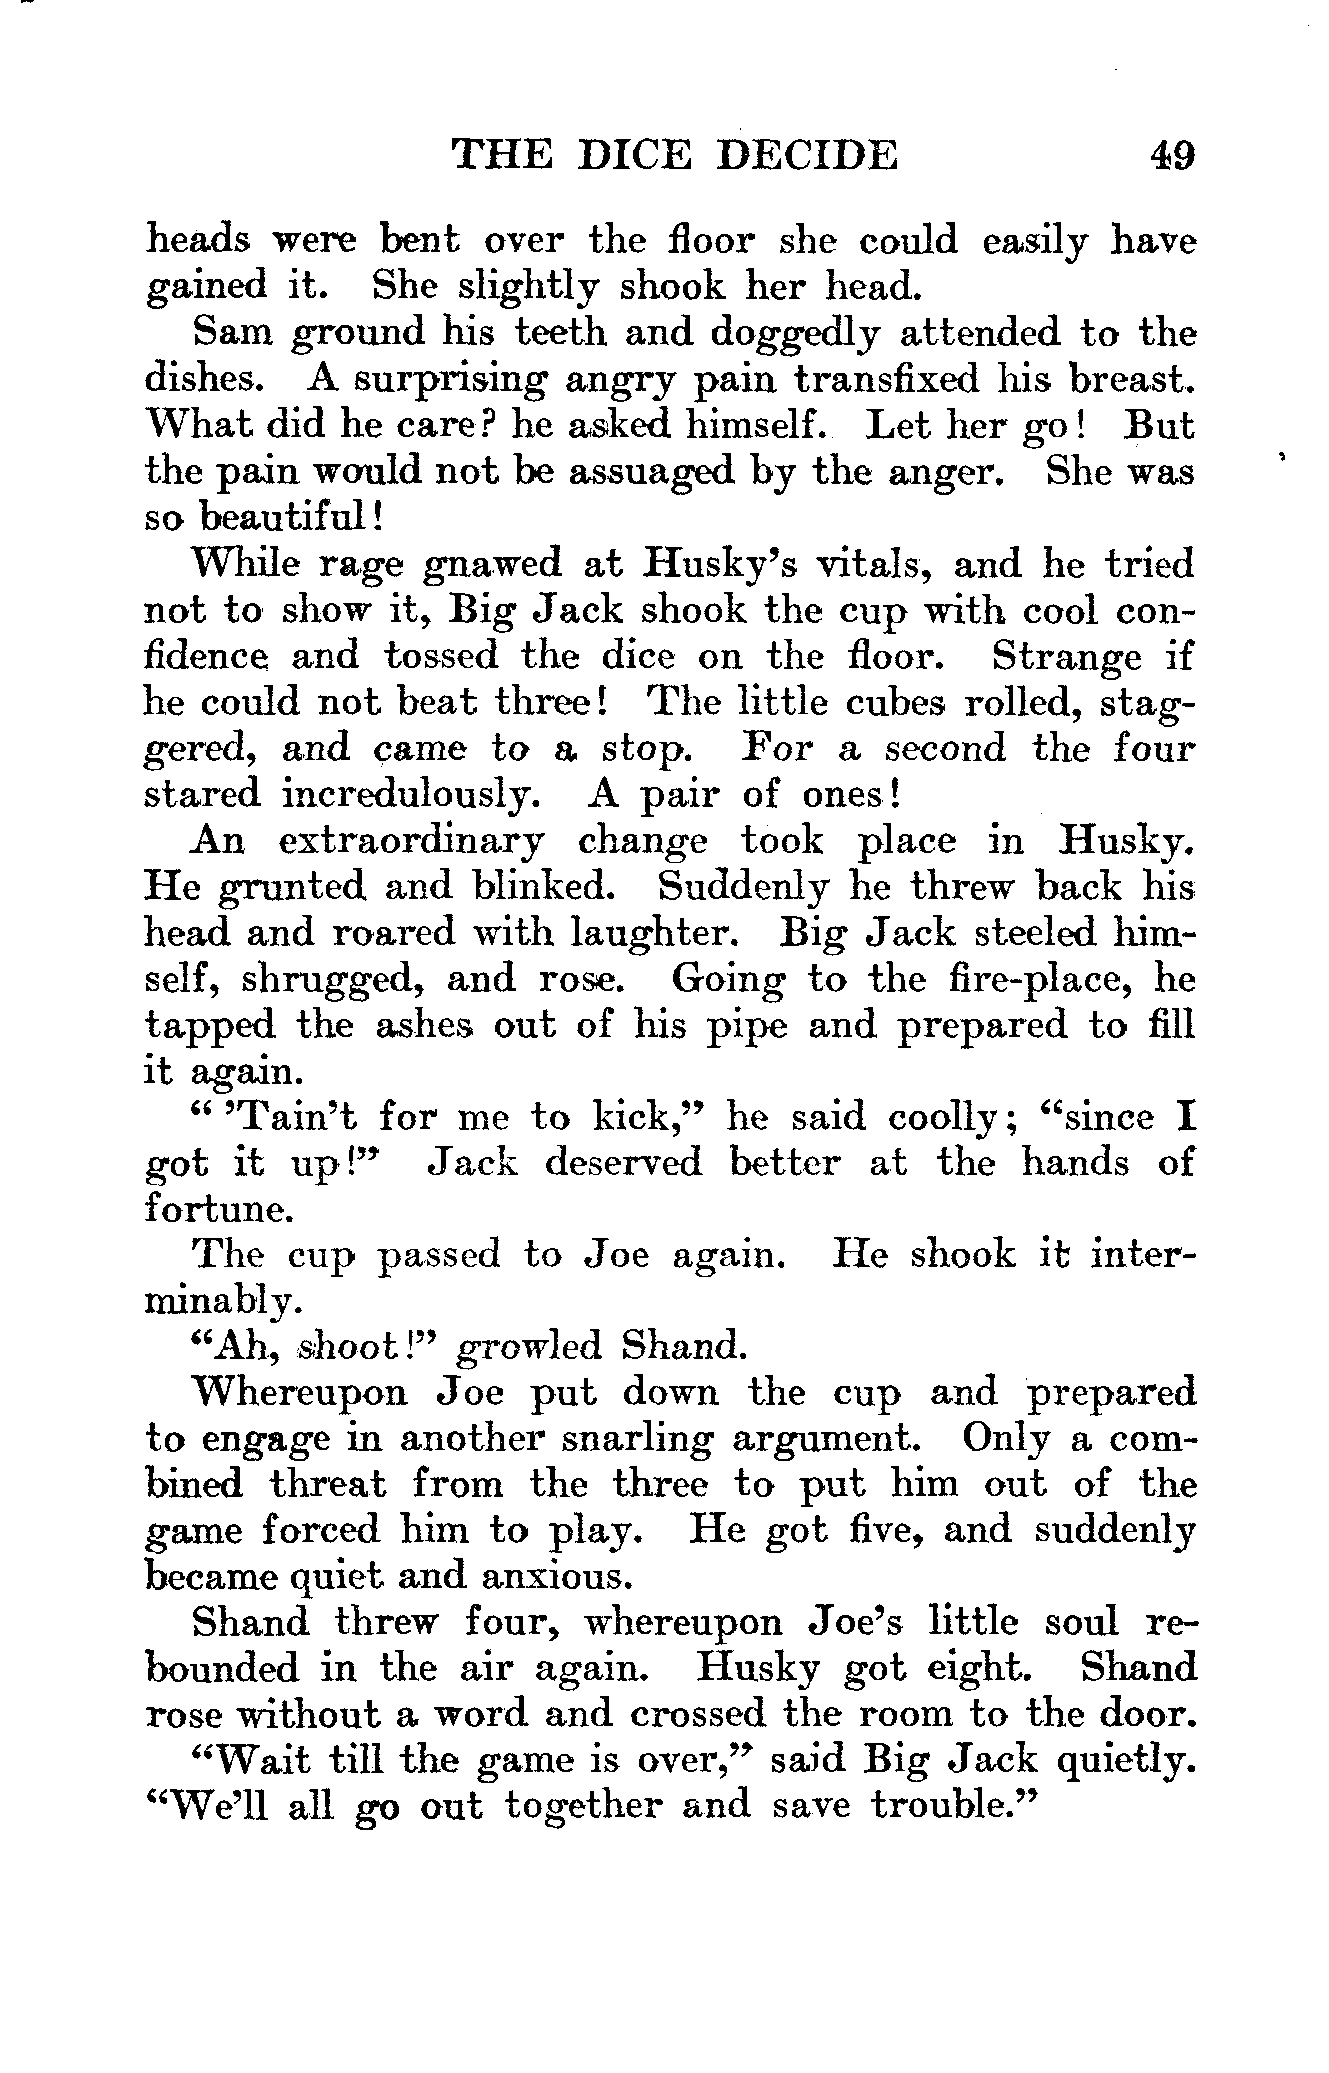 THE DICE DECIDE 49
heads were bent over the floor she could easily have
gained it. She slightly shook her head.
Sam ground his teeth and doggedly attended to the
dishes. A surprising angry pain transfixed his breast.
What did he care? he asked himself. Let her go! But
the pain would not be assuaged by the anger. She was
so beautiful!
While rage gnawed at Husky's vitals, and he tried
not to show it, Big Jack shook the cup with cool con-
fidence and tossed the dice on the floor. Strange if
he could not beat three! The little cubes rolled, stag-
gered, and came to a stop. For a second the four
stared incredulously. A pair of ones!
An extraordinary change took place in Husky.
He grunted and blinked. Suddenly he threw back his
head and roared with laughter. Big Jack steeled him-
self, shrugged, and rose. Going to the fire-place, he
tapped the ashes out of his pipe and prepared to fill
it again.
"'Tain't for me to kick," he said coolly; "since I
got it up!" Jack deserved better at the hands of
fortune.
The cup passed to Joe again. He shook it inter-
minably.
"Ah, shoot!" growled Shand.
Whereupon Joe put down the cup and prepared
to engage in another snarling argument. Only a com-
bined threat from the three to put him out of the
game forced him to play. He got five, and suddenly
became quiet and anxious.
Shand threw four, whereupon Joe's little soul re-
bounded in the air again. Husky got eight. Shand
rose without a word and crossed the room to the door.
"Wait till the game is over," said Big Jack quietly.
"We'll all go out together and save trouble."